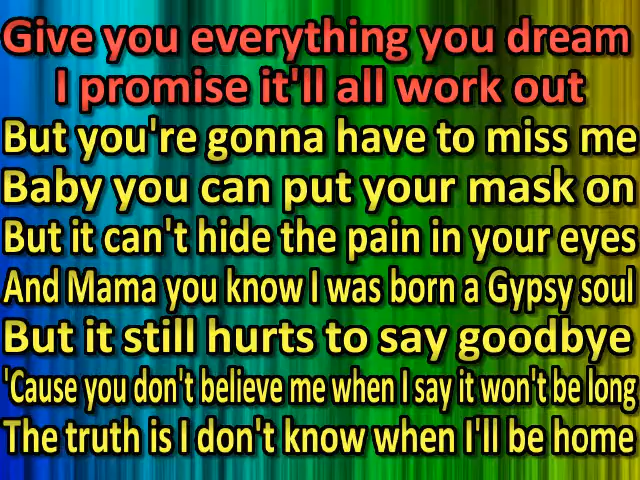 Give you everything you dream
I promise it'll all work out
But you're gonna have to miss me
Baby you can put your mask on
But it can't hide the pain in your eyes
And Mama you know I was born a Gypsy soul
But it still hurts to say goodbye
'Cause you don't believe me when I say it won't be long
The truth is I don't know when I'll be home